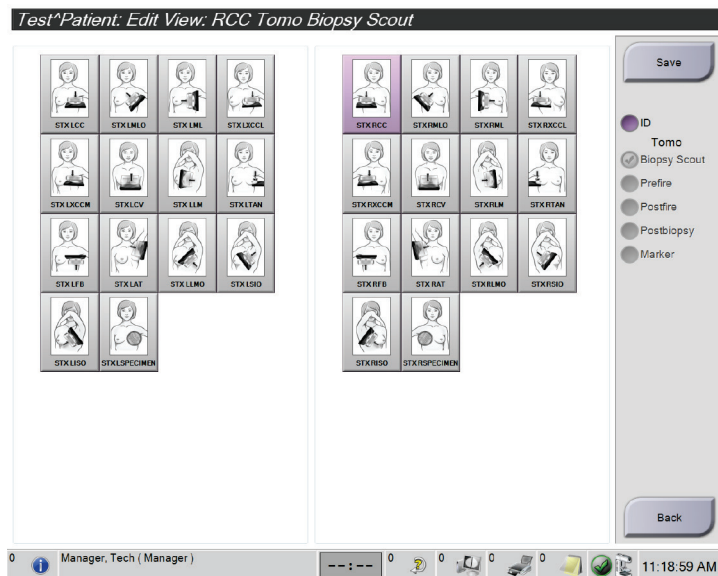 Test^Patient: Edit View: RCC Tomo Biopsy Scout
STX LCC STX LMLO STX LML STX LXCCL
STX LXCCM STX LCV STX LLM STX LTAN
STX LFB STX LAT STX LLMO STX LSIO
STX LISO STX LSPECIMEN
STX RCC STX RMLO STX RML STX RXCCL
STX RXCCM STX RCV STX RLM STX RTAN
STX RFB STX RAT STX RLMO STX RSIO
STX RISO STX RSPECIMEN
Save
ID
Tomo
Biopsy Scout
Prefire
Postfire
Postbiopsy
Marker
Back
0 Manager, Tech ( Manager ) --:-- 0 0 0 0 11:18:59 AM